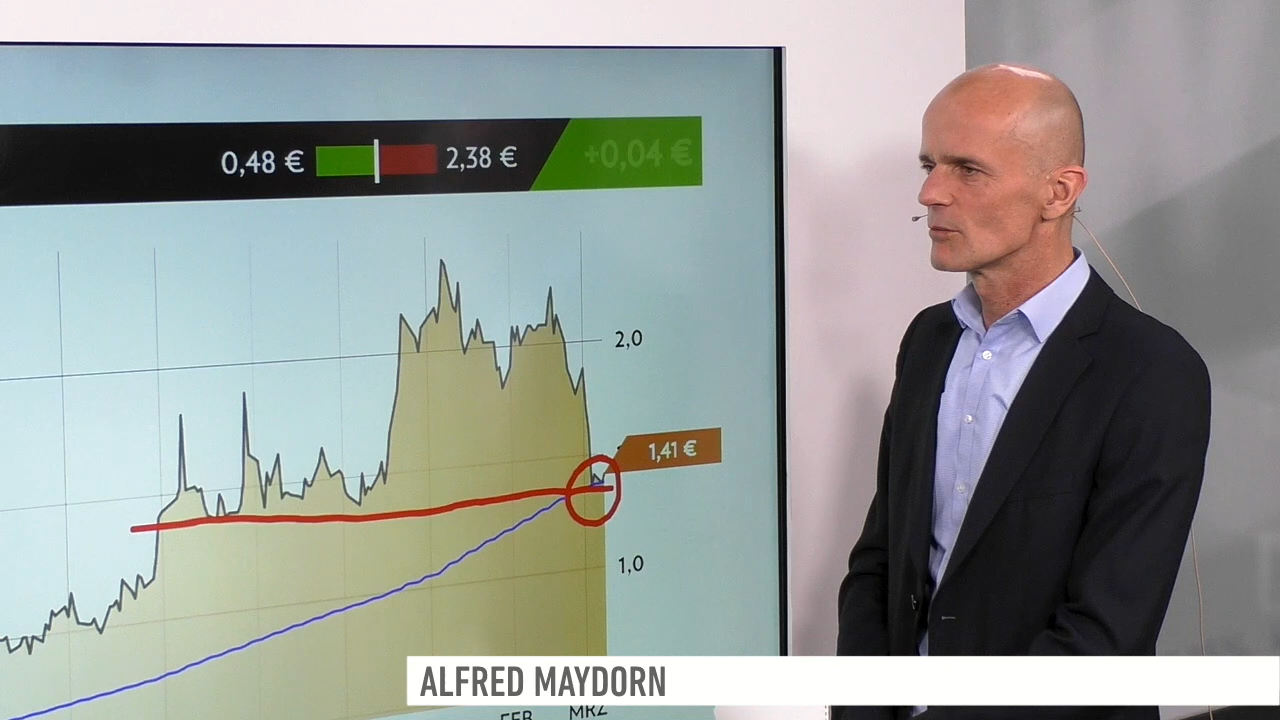 0,48 € 2,38 € +0,04 €
2,0
1,41 €
1,0
ALFRED MAYDORN
FEB MRZ